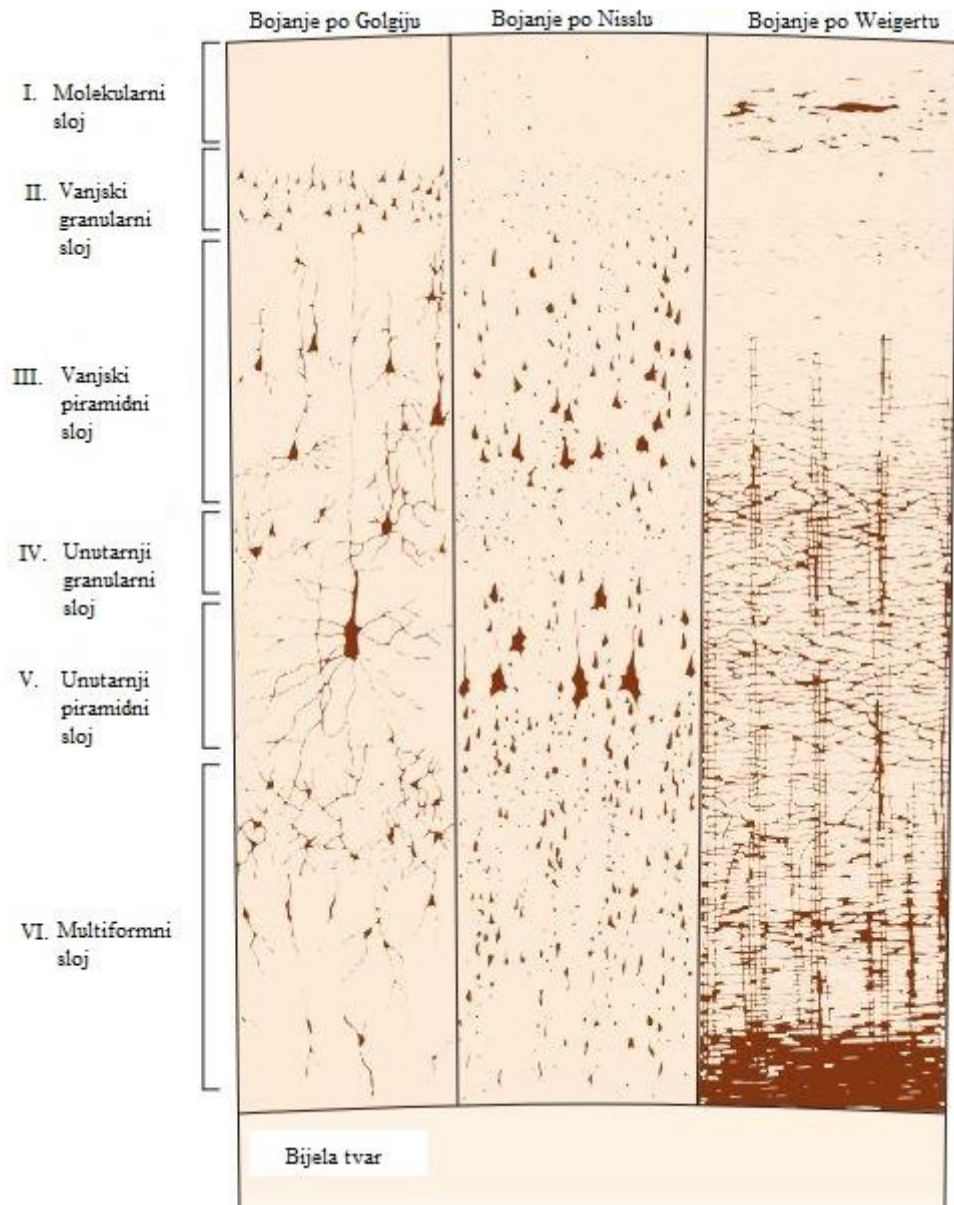 Bojanje po Golgiju
Bojanje po Nisslu
Bojanje po Weigertu
I. Molekularni
sloj
II. Vanjski
granularni
sloj
III. Vanjski
piramidni
sloj
IV. Unutarnji
granularni
sloj
V. Unutarnji
piramidni
sloj
VI. Multiformni
sloj
Bijela tvar